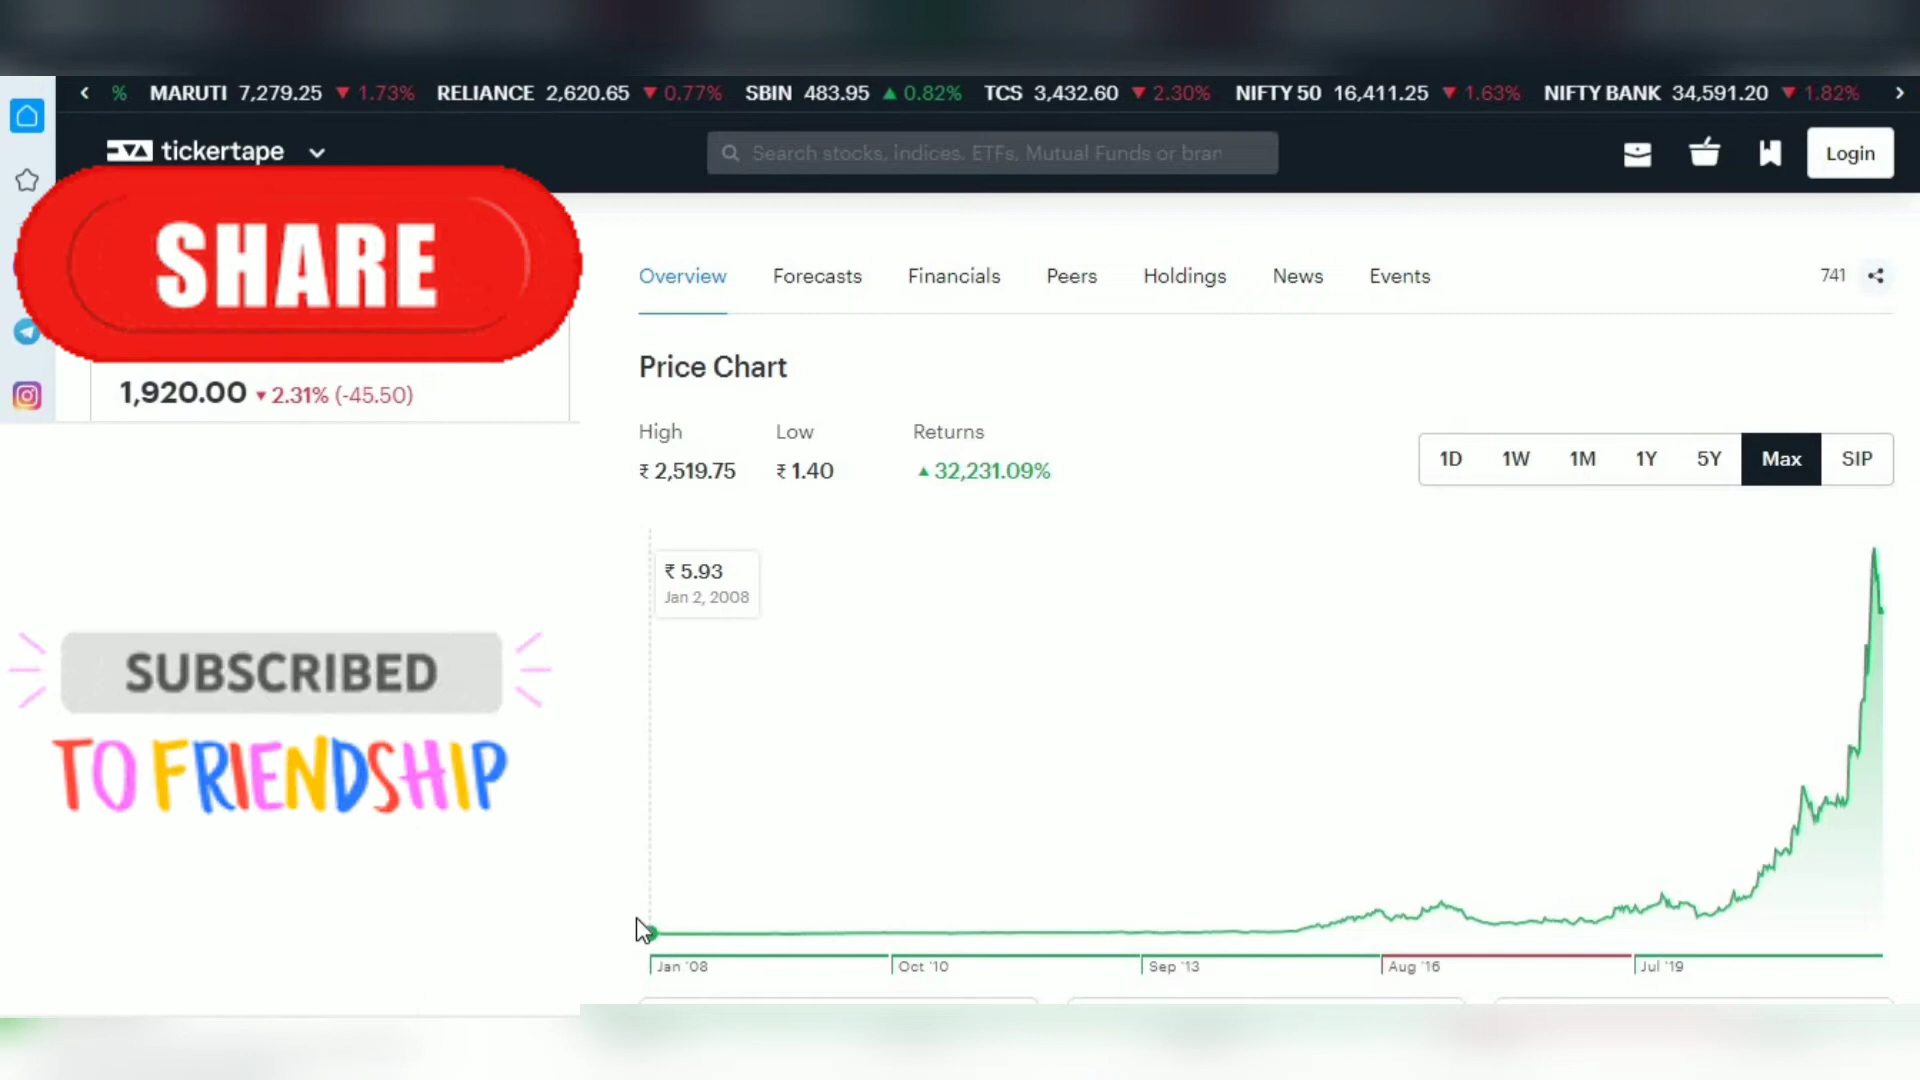 % MARUTI 7,279.25 ▼ 1.73% RELIANCE 2,620.65 ▼ 0.77% SBIN 483.95 ▲ 0.82% TCS 3,432.60 ▼ 2.30% NIFTY 50 16,411.25 ▼ 1.63% NIFTY BANK 34,591.20 ▼ 1.82%
tickertape
Search stocks, indices, ETFs, Mutual Funds or bran
Login
SHARE
Overview Forecasts Financials Peers Holdings News Events
741
Price Chart
1,920.00 ▼ 2.31% (-45.50)
High Low Returns
₹ 2,519.75 ₹ 1.40 ▲ 32,231.09%
1D 1W 1M 1Y 5Y Max SIP
₹ 5.93
Jan 2, 2008
SUBSCRIBED
TO FRIENDSHIP
Jan '08 Oct '10 Sep '13 Aug '16 Jul '19